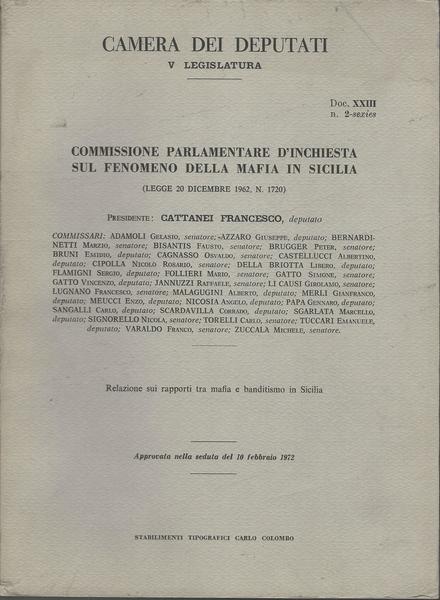 CAMERA DEI DEPUTATI
V LEGISLATURA
Doc. XXIII
n. 2-sexies
COMMISSIONE PARLAMENTARE D'INCHIESTA
SUL FENOMENO DELLA MAFIA IN SICILIA
(LEGGE 20 DICEMBRE 1962, N. 1720)
PRESIDENTE: CATTANEI FRANCESCO, deputato
COMMISSARI: ADAMOLI GELASIO, senatore; AZZARO GIUSEPPE, deputato; BERNARDI-
NETTI MARZIO, senatore; BISANTIS FAUSTO, senatore; BRUGGER PETER, senatore;
BRUNI EMIDIO, deputato; CAGNASSO OSVALDO, senatore; CASTELLUCCI ALBERTINO,
deputato; CIPOLLA NICOLÒ ROSARIO, senatore; DELLA BRIOTTA LIBERO, deputato;
FLAMIGNI SERGIO, deputato; FOLLIERI MARIO, senatore; GATTO SIMONE, senatore;
GATTO VINCENZO, deputato; JANNUZZI RAFFAELE, senatore; LI CAUSI GIROLAMO, senatore;
LUGNANO FRANCESCO, senatore; MALAGUGINI ALBERTO, deputato; MERLI GIANFRANCO,
deputato; MEUCCI ENZO, deputato; NICOSIA ANGELO, deputato; PAPA GENNARO, deputato;
SANGALLI CARLO, deputato; SCARDAVILLA CORRADO, deputato; SGARLATA MARCELLO,
deputato; SIGNORELLO NICOLA, senatore; TORELLI CARLO, senatore; TUCCARI EMANUELE,
deputato; VARALDO FRANCO, senatore; ZUCCALÀ MICHELE, senatore.
Relazione sui rapporti tra mafia e banditismo in Sicilia
Approvata nella seduta del 10 febbraio 1972
STABILIMENTI TIPOGRAFICI CARLO COLOMBO